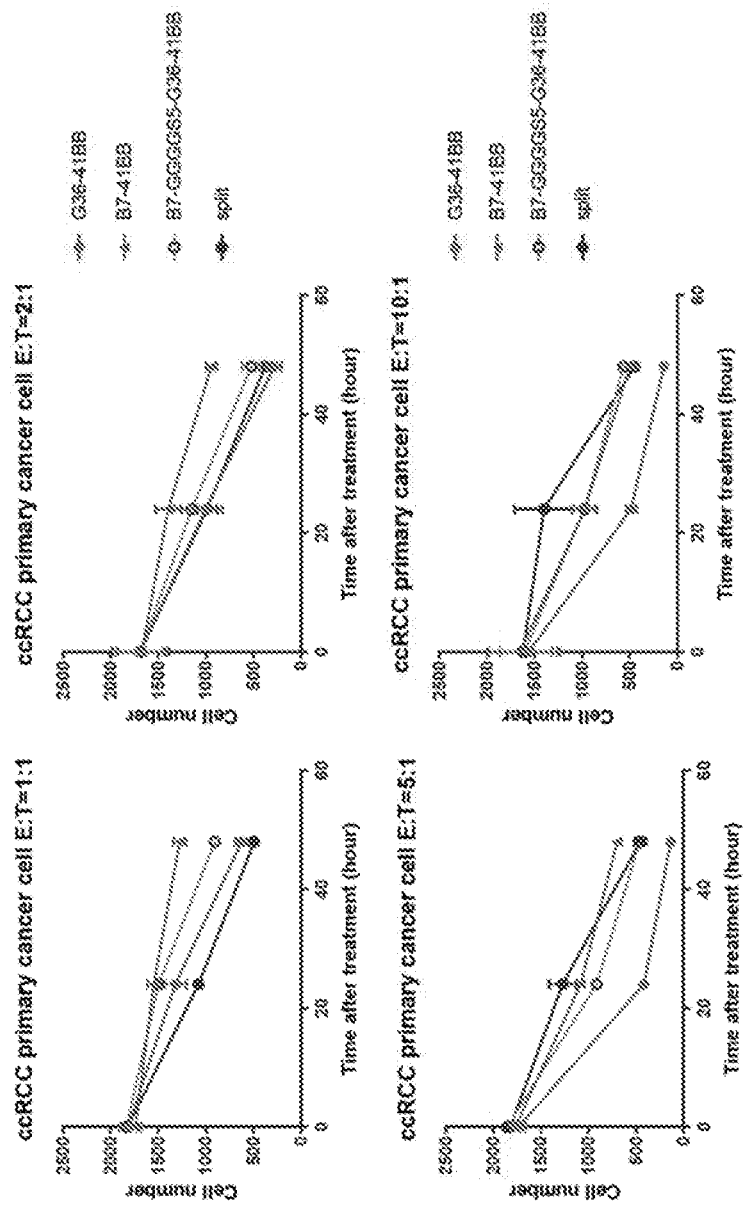 ccRCC primary cancer cell E:T=1:1
2500
2000
1500
1000
500
0
20
40
60
Cell number
Time after treatment (hour)
ccRCC primary cancer cell E:T=2:1
2500
2000
1500
1000
500
0
0
20
40
60
Cell number
Time after treatment (hour)
G36-41BB
B7-41BB
B7-GGGGS5-G36-41BB
split
ccRCC primary cancer cell E:T=5:1
2500
2000
1500
1000
500
0
0
20
40
60
Cell number
Time after treatment (hour)
ccRCC primary cancer cell E:T=10:1
2500
2000
1500
1000
500
0
0
20
40
60
Cell number
Time after treatment (hour)
G36-41BB
B7-41BB
B7-GGGGS5-G36-41BB
split